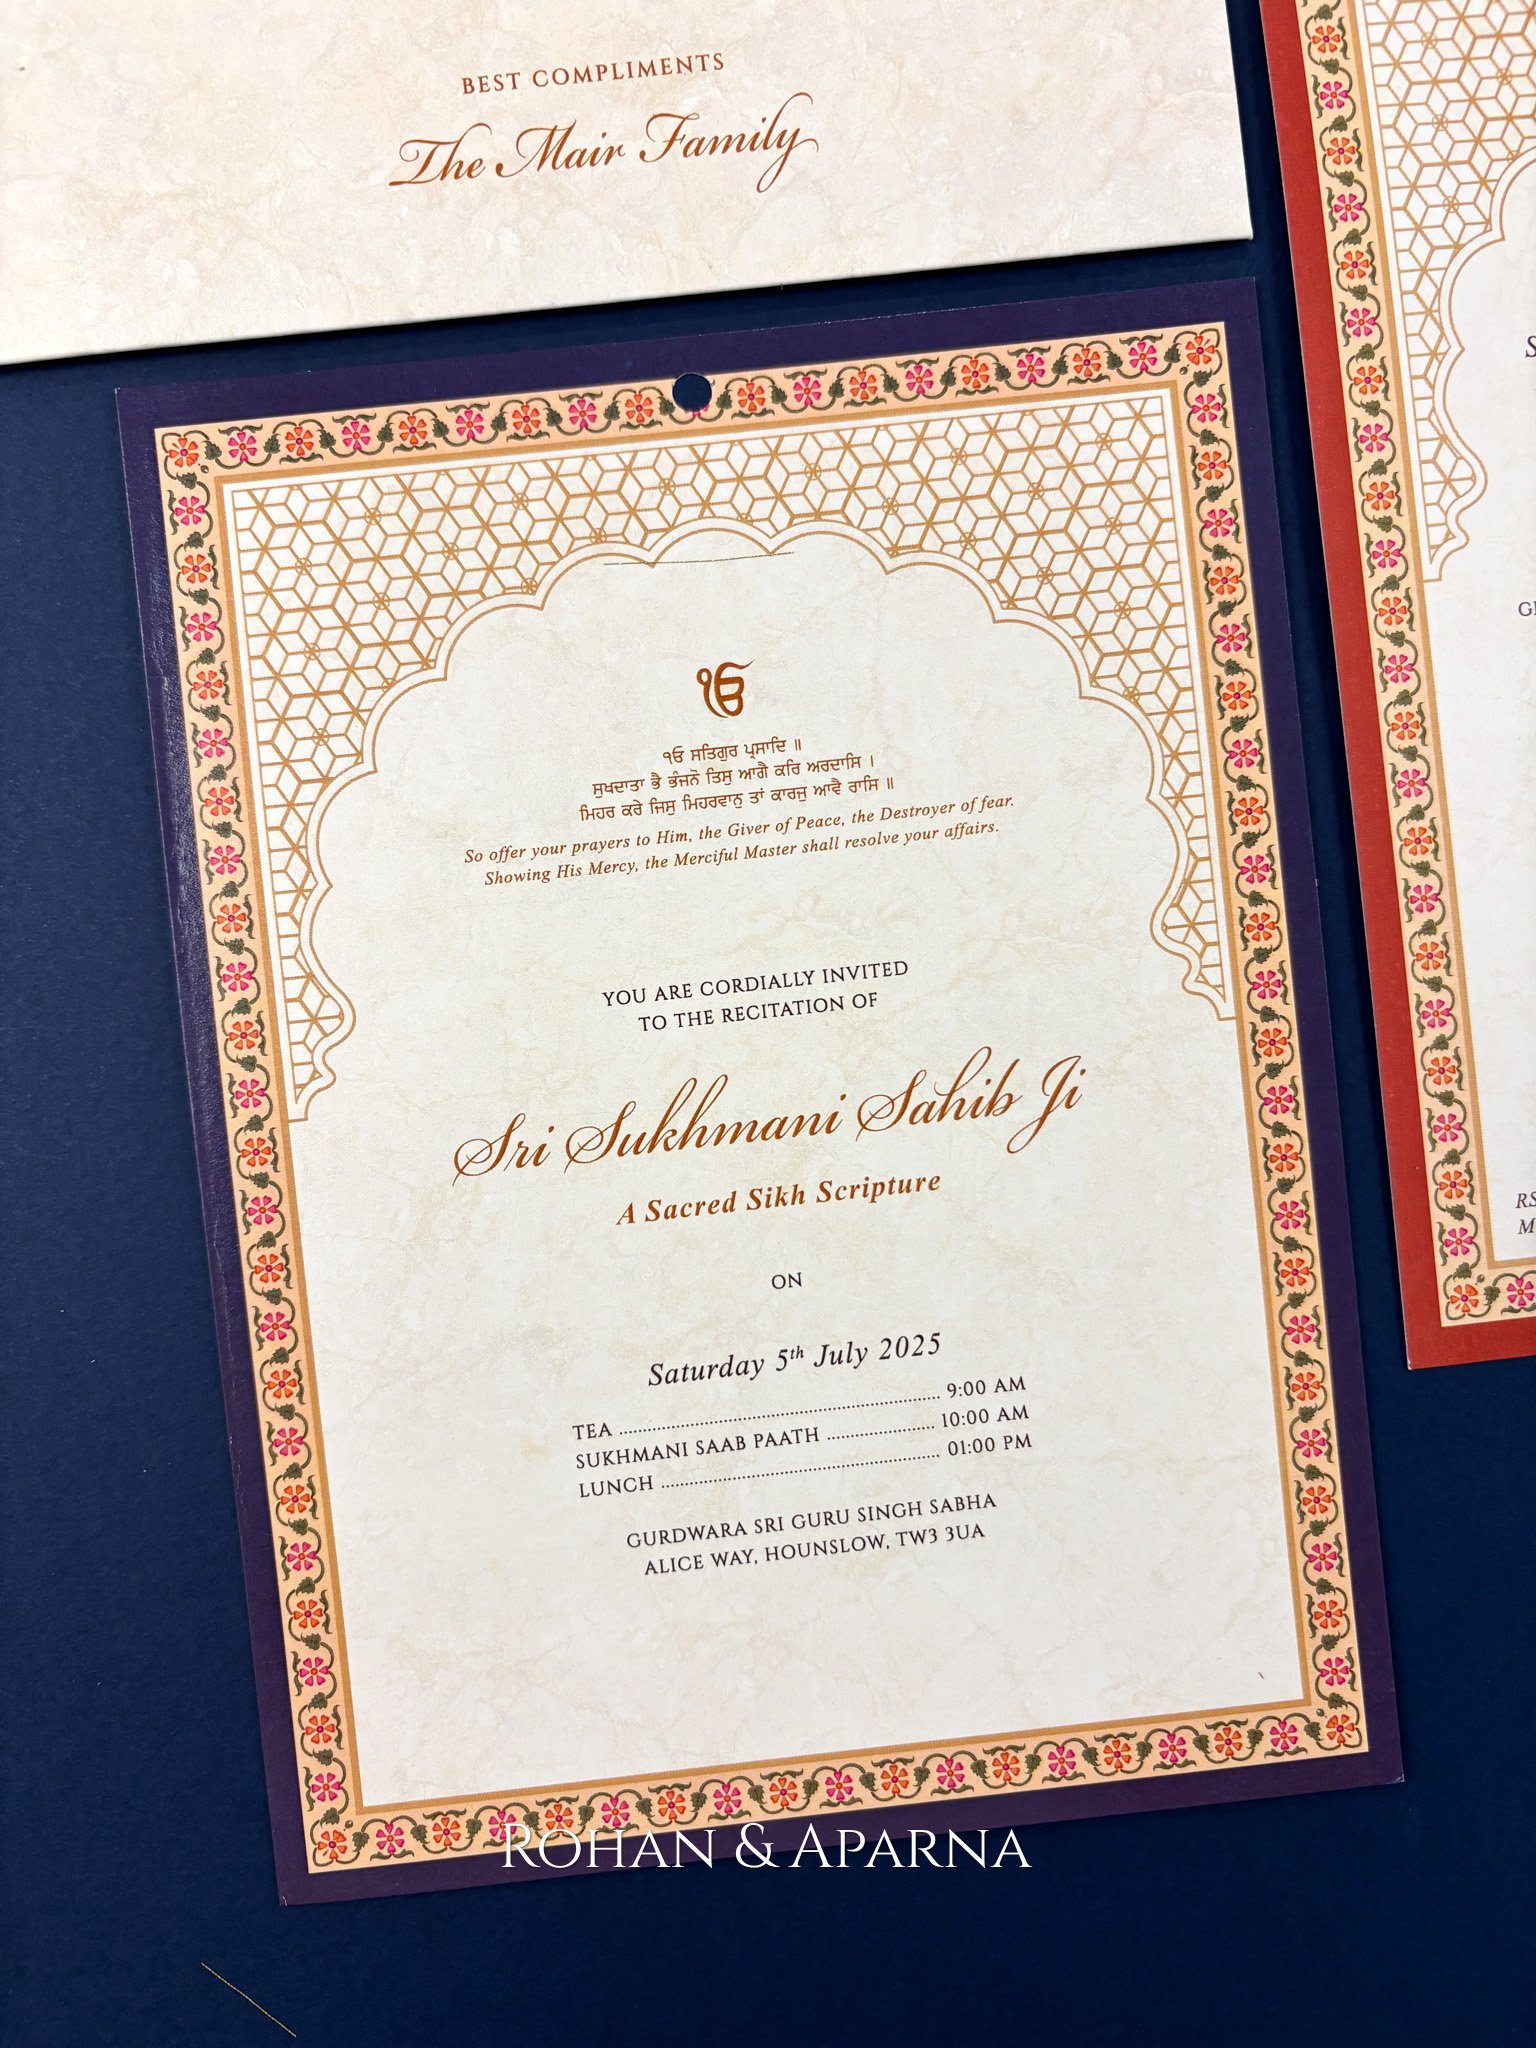 BEST COMPLIMENTS
The Mair Family
ੴ
ੴ ਸਤਿਗੁਰ ਪ੍ਰਸਾਦਿ ॥
ਸੁਖਦਾਤਾ ਭੈ ਭੰਜਨੋ ਤਿਸੁ ਆਗੈ ਕਰਿ ਅਰਦਾਸਿ ।
ਮਿਹਰ ਕਰੇ ਜਿਸੁ ਮਿਹਰਵਾਨੁ ਤਾਂ ਕਾਰਜੁ ਆਵੈ ਰਾਸਿ ॥
So offer your prayers to Him, the Giver of Peace, the Destroyer of fear.
Showing His Mercy, the Merciful Master shall resolve your affairs.
YOU ARE CORDIALLY INVITED
TO THE RECITATION OF
Sri Sukhmani Sahib Ji
A Sacred Sikh Scripture
ON
Saturday 5th July 2025
TEA ................ 9:00 AM
SUKHMANI SAAB PAATH ................ 10:00 AM
LUNCH ................ 01:00 PM
GURDWARA SRI GURU SINGH SABHA
ALICE WAY, HOUNSLOW, TW3 3UA
ROHAN & APARNA